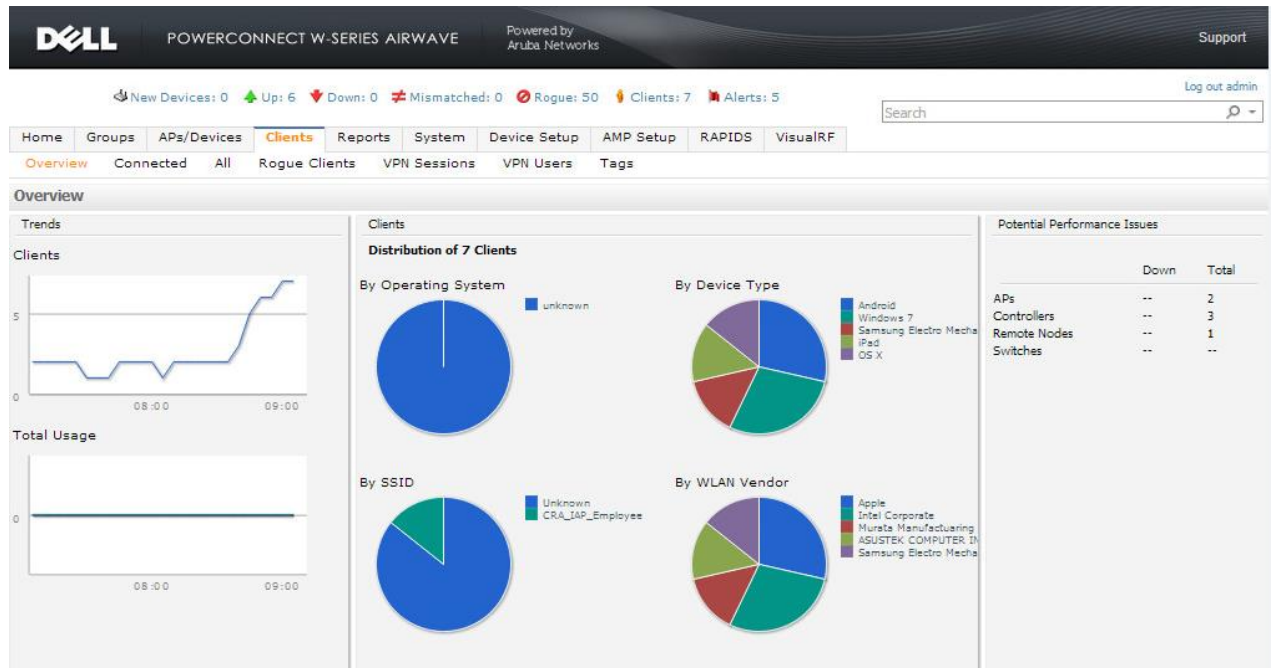 DELL POWERCONNECT W-SERIES AIRWAVE Powered by Aruba Networks Support
New Devices: 0 Up: 6 Down: 0 Mismatched: 0 Rogue: 50 Clients: 7 Alerts: 5
Log out admin
Search
Home Groups APs/Devices Clients Reports System Device Setup AMP Setup RAPIDS VisualRF
Overview Connected All Rogue Clients VPN Sessions VPN Users Tags
Overview
Trends
Clients
5
0
08:00 09:00
Total Usage
0
08:00 09:00
Clients
Distribution of 7 Clients
By Operating System
unknown
By Device Type
Android
Windows 7
Samsung Electro Mecha
iPad
OS X
By SSID
Unknown
CRA_IAP_Employee
By WLAN Vendor
Apple
Intel Corporate
Murata Manufactuaring
ASUSTEK COMPUTER IN
Samsung Electro Mecha
Potential Performance Issues
Down Total
APs -- 2
Controllers -- 3
Remote Nodes -- 1
Switches -- --